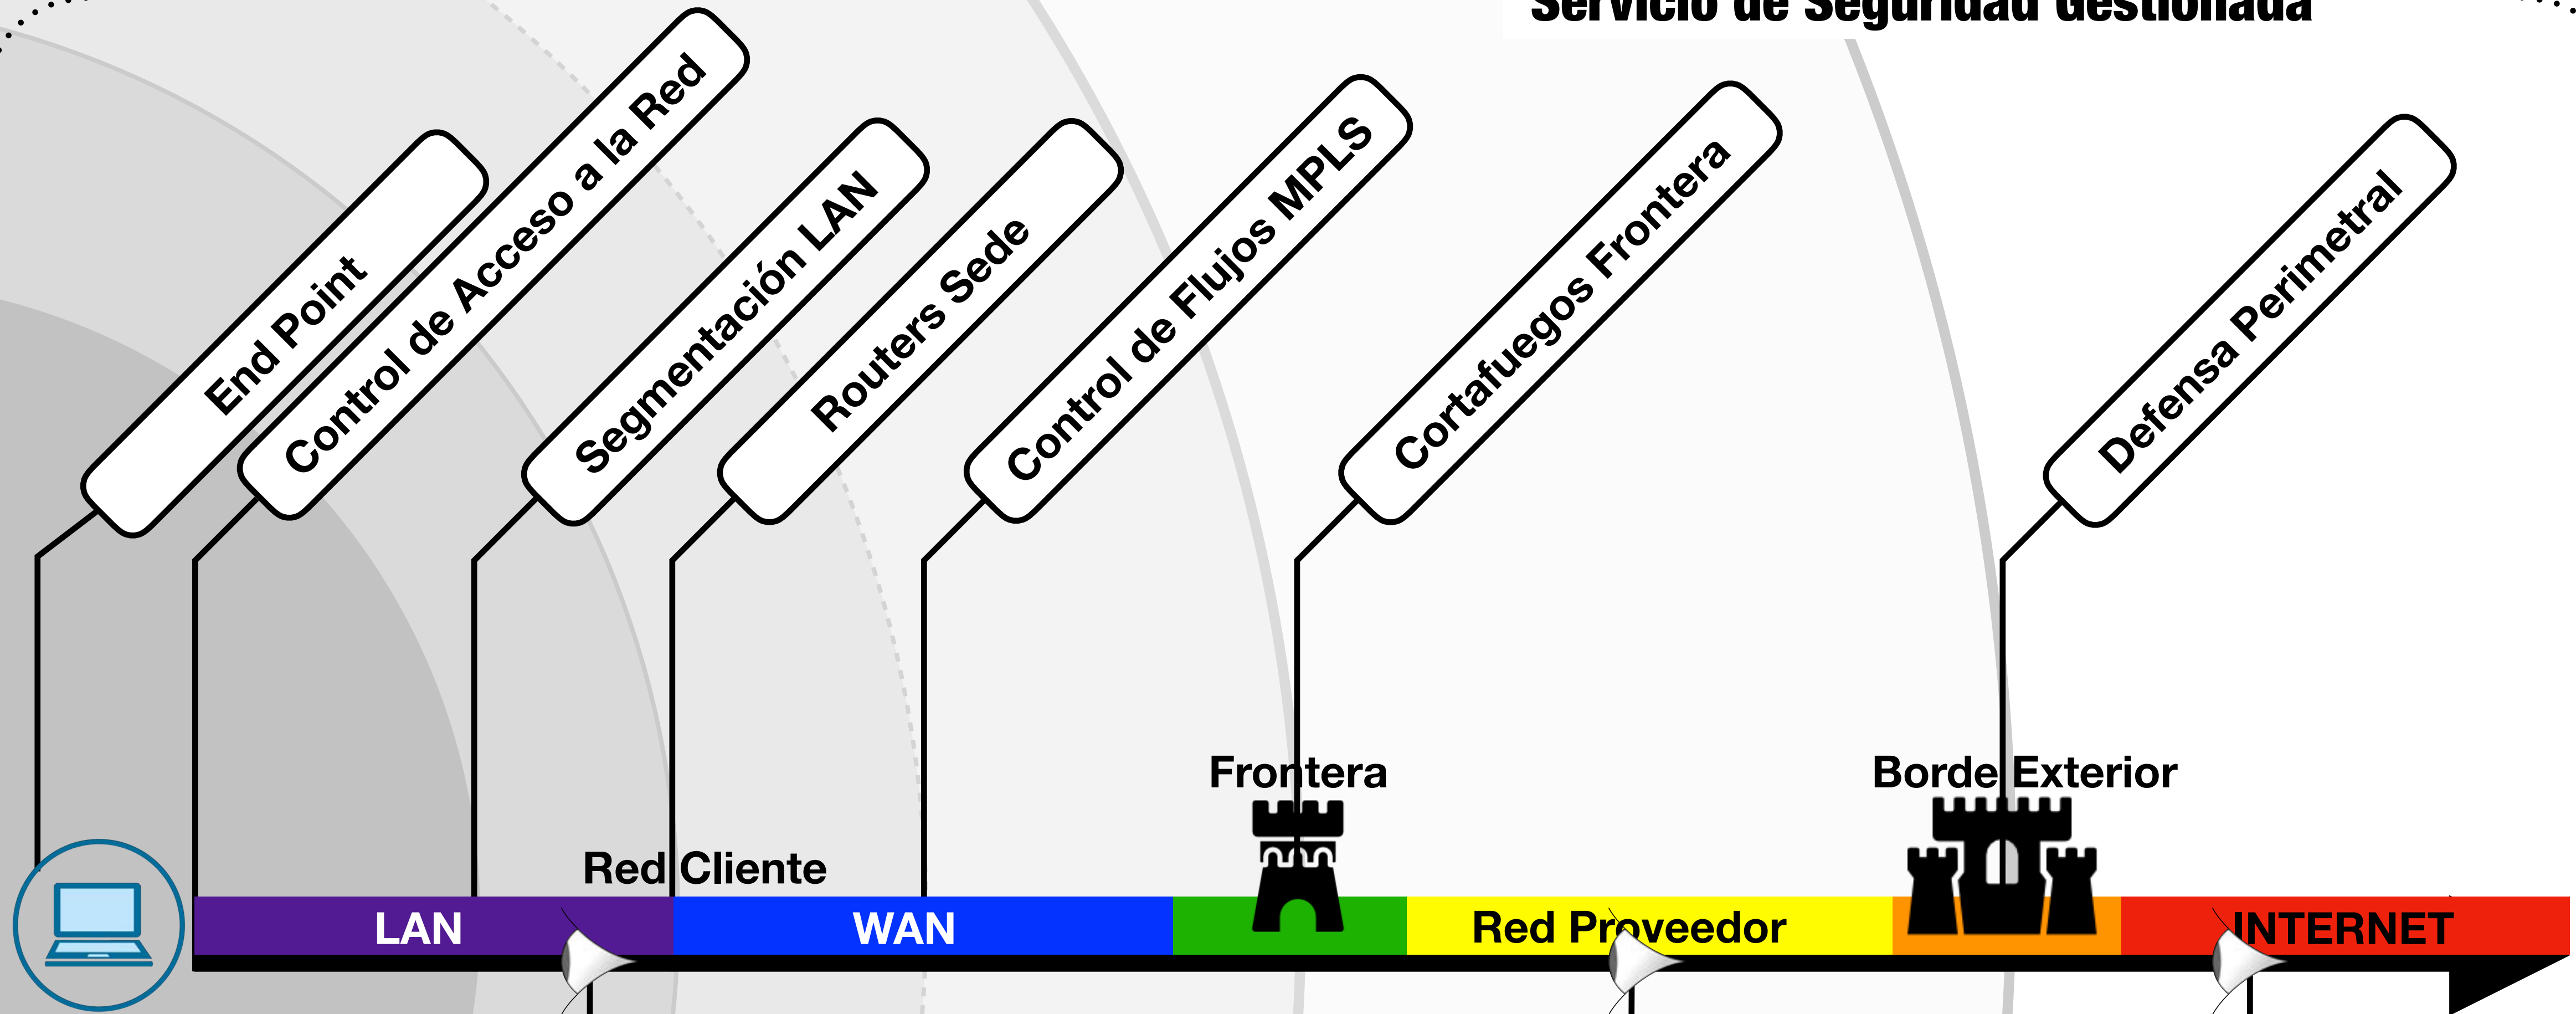 Servicio de Seguridad Gestionada
End Point
Control de Acceso a la Red
Segmentación LAN
Routers Sede
Control de Flujos MPLS
Cortafuegos Frontera
Defensa Perimetral
Frontera
Borde Exterior
Red Cliente
LAN
WAN
Red Proveedor
INTERNET